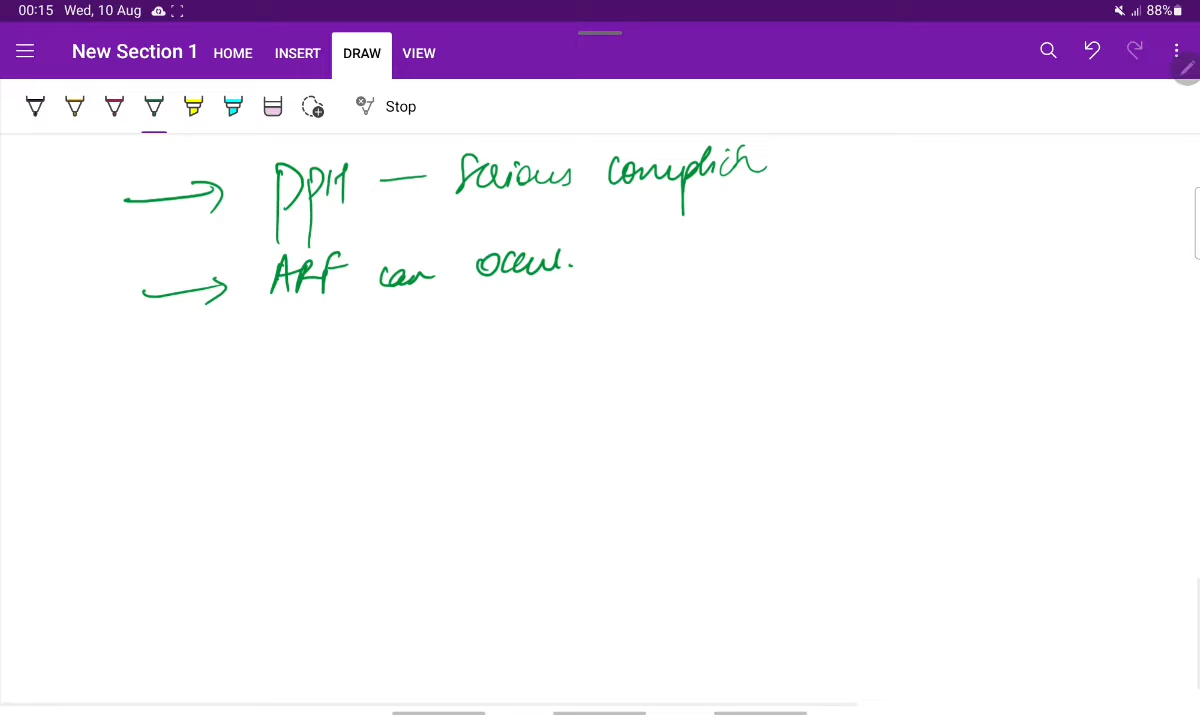 00:15 Wed, 10 Aug 88%
New Section 1 HOME INSERT DRAW VIEW
Stop
→ PPH — Serious complich
→ ARF can occur.